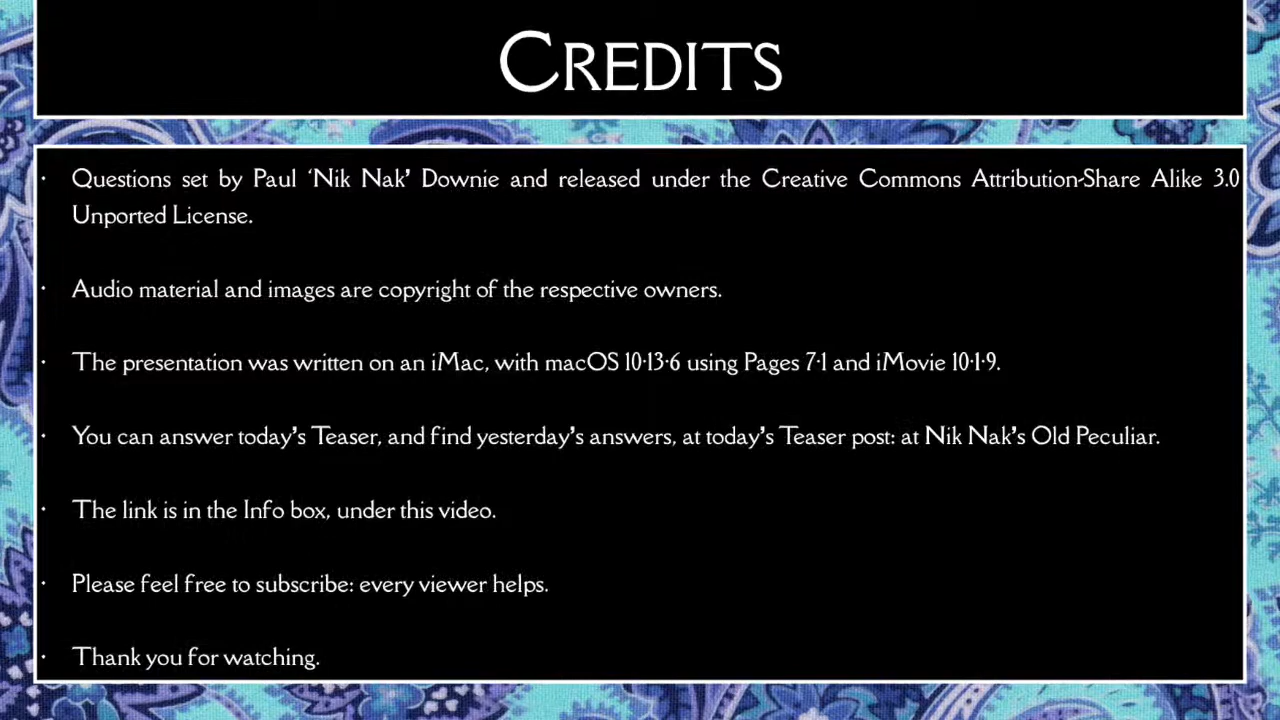 CREDITS
· Questions set by Paul ‘Nik Nak’ Downie and released under the Creative Commons Attribution-Share Alike 3.0
Unported License.
· Audio material and images are copyright of the respective owners.
· The presentation was written on an iMac, with macOS 10·13·6 using Pages 7·1 and iMovie 10·1·9.
· You can answer today’s Teaser, and find yesterday’s answers, at today’s Teaser post: at Nik Nak’s Old Peculiar.
· The link is in the Info box, under this video.
· Please feel free to subscribe: every viewer helps.
· Thank you for watching.